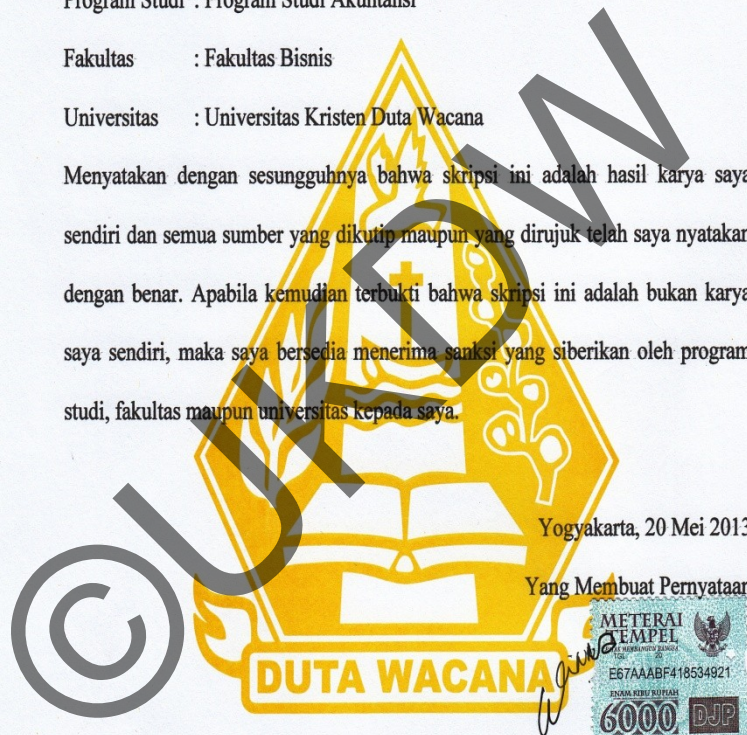 Program Studi : Program Studi Akuntansi
Fakultas : Fakultas Bisnis
Universitas : Universitas Kristen Duta Wacana
Menyatakan dengan sesungguhnya bahwa skripsi ini adalah hasil karya saya
sendiri dan semua sumber yang dikutip maupun yang dirujuk telah saya nyatakan
dengan benar. Apabila kemudian terbukti bahwa skripsi ini adalah bukan karya
saya sendiri, maka saya bersedia menerima sanksi yang siberikan oleh program
studi, fakultas maupun universitas kepada saya.
Yogyakarta, 20 Mei 2013
Yang Membuat Pernyataan
METERAI
TEMPEL
TGL 20
E67AAABF418534921
ENAM RIBU RUPIAH
6000 DJP
DUTA WACANA
©UKDW